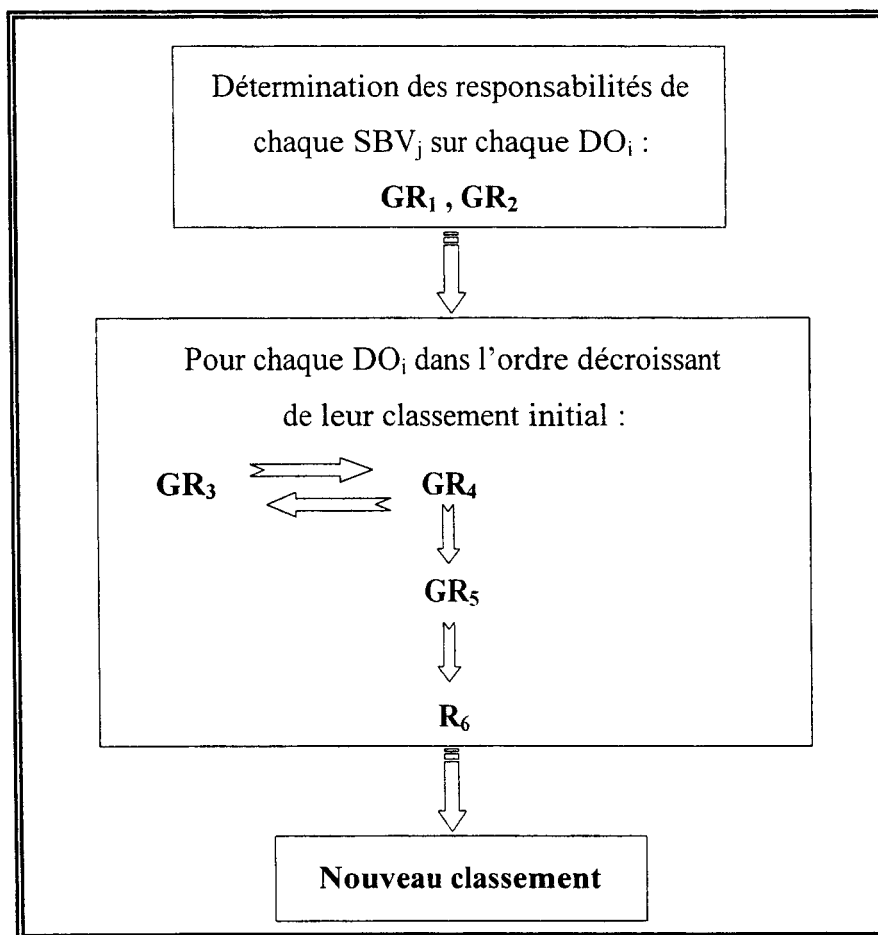 Détermination des responsabilités de
chaque SBVj sur chaque DOi :
GR1 , GR2
Pour chaque DOi dans l'ordre décroissant
de leur classement initial :
GR3 GR4
GR5
R6
Nouveau classement